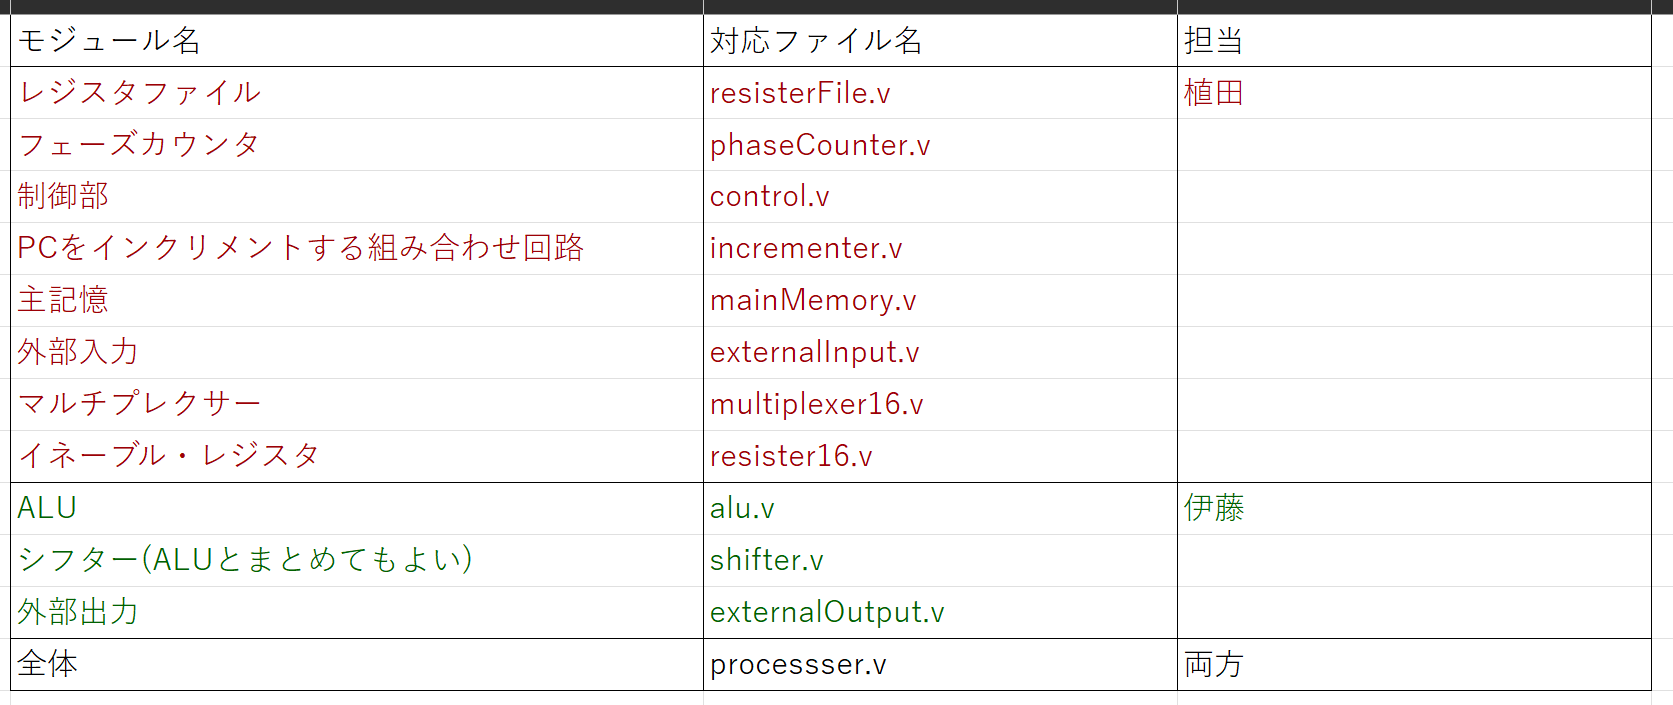 モジュール名 対応ファイル名 担当
レジスタファイル resisterFile.v 植田
フェーズカウンタ phaseCounter.v
制御部 control.v
PCをインクリメントする組み合わせ回路 incrementer.v
主記憶 mainMemory.v
外部入力 externalInput.v
マルチプレクサー multiplexer16.v
イネーブル・レジスタ resister16.v
ALU alu.v 伊藤
シフター(ALUとまとめてもよい) shifter.v
外部出力 externalOutput.v
全体 processser.v 両方